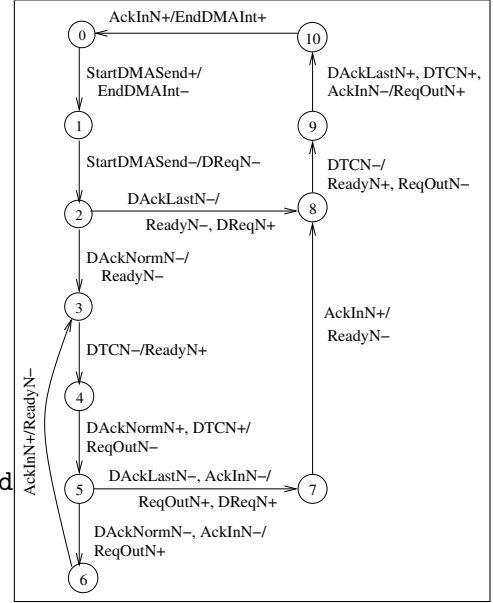 AckInN+/EndDMAInt+
0
10
StartDMASend+/
EndDMAInt−
DAckLastN+, DTCN+,
AckInN−/ReqOutN+
1
9
StartDMASend−/DReqN−
DTCN−/
ReadyN+, ReqOutN−
DAckLastN−/
2
8
ReadyN−, DReqN+
DAckNormN−/
ReadyN−
3
AckInN+/
ReadyN−
DTCN−/ReadyN+
4
AckInN+/ReadyN−
DAckNormN+, DTCN+/
ReqOutN−
d
DAckLastN−, AckInN−/
5
7
ReqOutN+, DReqN+
DAckNormN−, AckInN−/
ReqOutN+
6